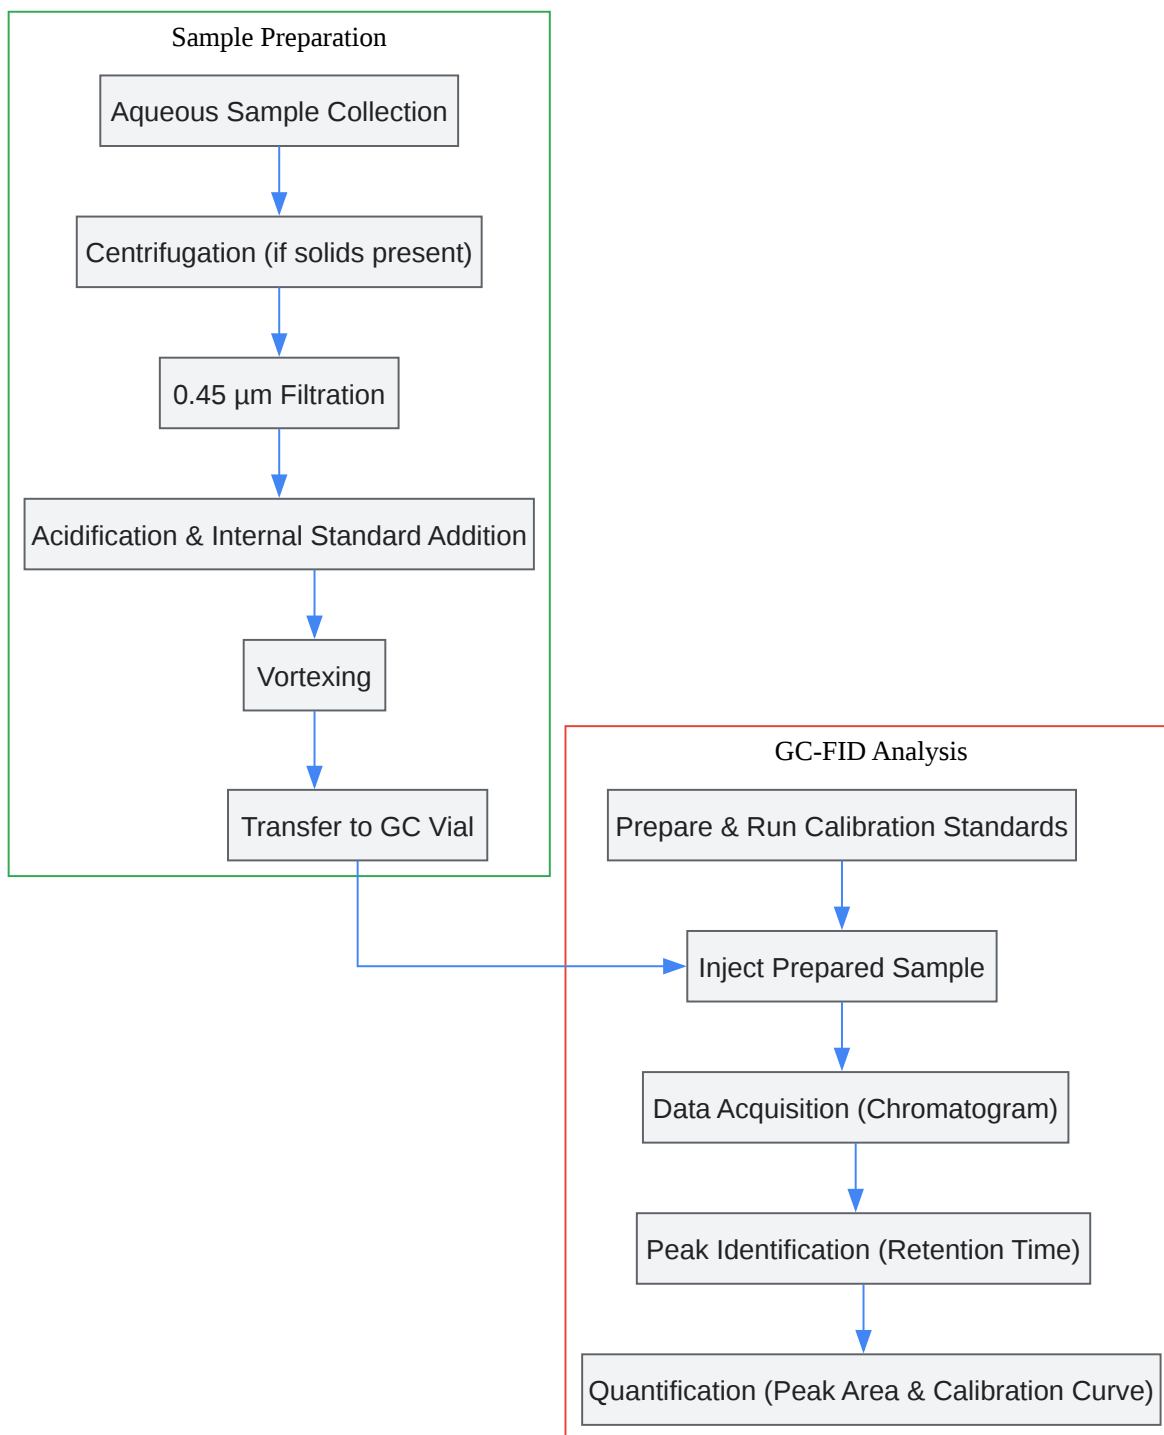 Sample Preparation
Aqueous Sample Collection
Centrifugation (if solids present)
0.45 µm Filtration
Acidification & Internal Standard Addition
Vortexing
Transfer to GC Vial
GC-FID Analysis
Prepare & Run Calibration Standards
Inject Prepared Sample
Data Acquisition (Chromatogram)
Peak Identification (Retention Time)
Quantification (Peak Area & Calibration Curve)